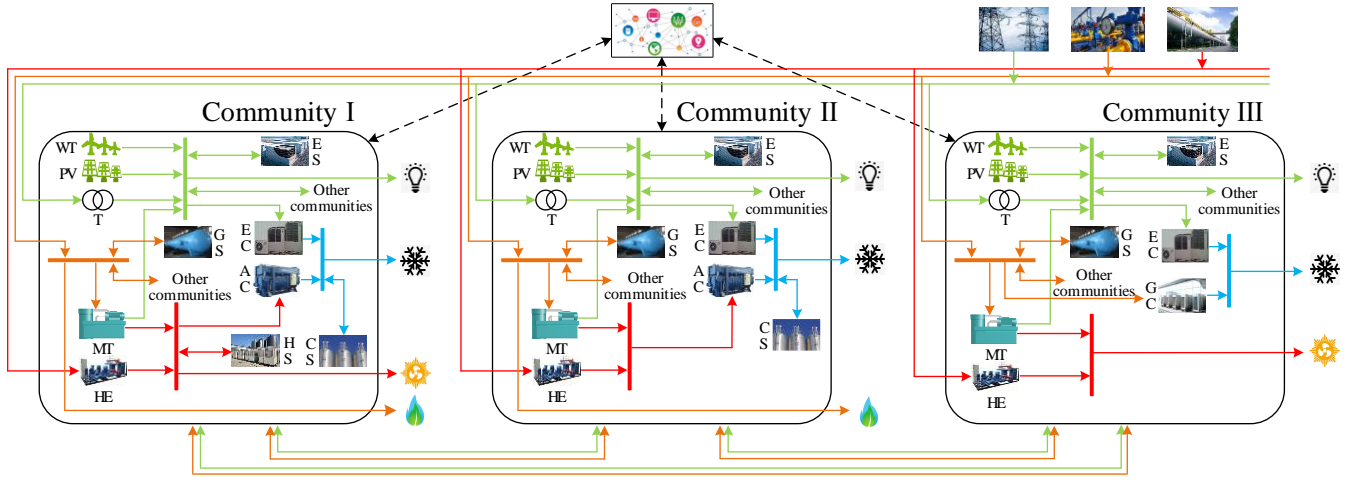 Community I
Community II
Community III
WT
PV
T
E
S
Other
communities
G
S
E
C
A
C
Other
communities
MT
HE
H
S
C
S
WT
PV
T
E
S
Other
communities
G
S
E
C
A
C
Other
communities
MT
HE
C
S
WT
PV
T
E
S
Other
communities
G
S
E
C
Other
communities
G
C
MT
HE